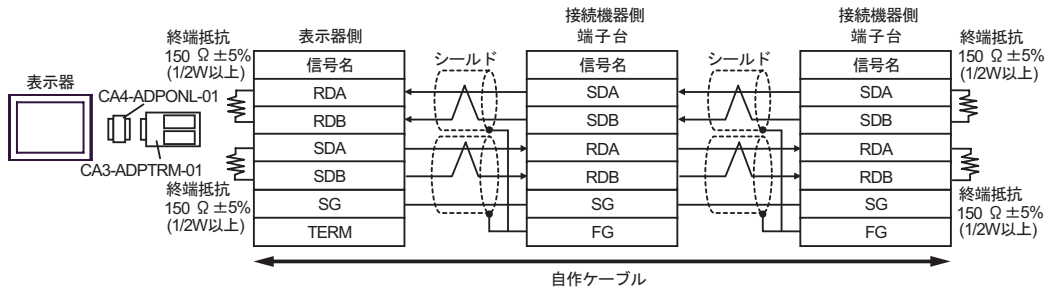 表示器
CA4-ADPONL-01
CA3-ADPTRM-01
終端抵抗
150 Ω ±5%
(1/2W以上)
終端抵抗
150 Ω ±5%
(1/2W以上)
表示器側
信号名
RDA
RDB
SDA
SDB
SG
TERM
シールド
接続機器側
端子台
信号名
SDA
SDB
RDA
RDB
SG
FG
シールド
接続機器側
端子台
信号名
SDA
SDB
RDA
RDB
SG
FG
終端抵抗
150 Ω ±5%
(1/2W以上)
終端抵抗
150 Ω ±5%
(1/2W以上)
自作ケーブル